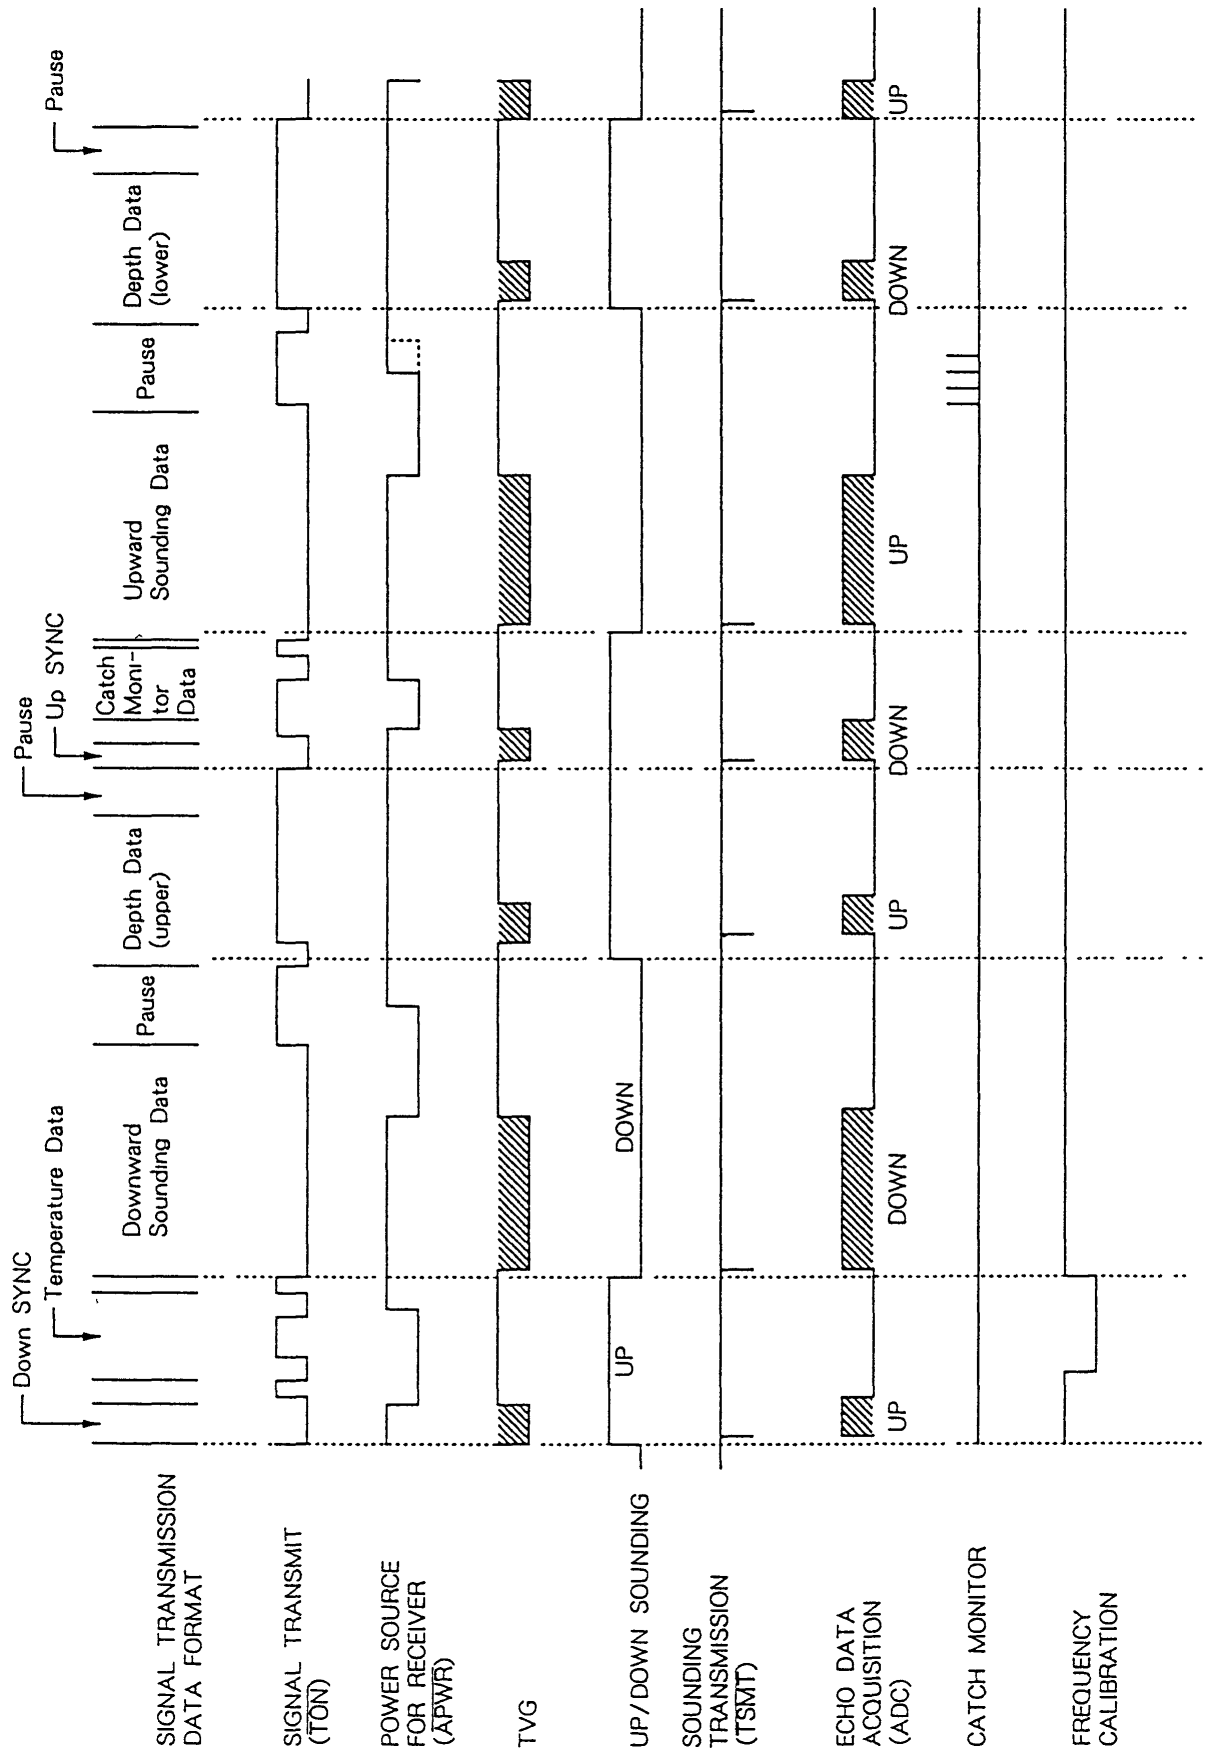 Down SYNC
Temperature Data
Downward
Sounding Data
Pause
Depth Data
(upper)
Pause
Up SYNC
Catch
Moni-
tor
Data
Upward
Sounding Data
Pause
Depth Data
(lower)
Pause
SIGNAL TRANSMISSION
DATA FORMAT
SIGNAL TRANSMIT
(TON)
POWER SOURCE
FOR RECEIVER
(APWR)
TVG
UP/DOWN SOUNDING
UP
DOWN
SOUNDING
TRANSMISSION
(TSMT)
ECHO DATA
ACQUISITION
(ADC)
UP
DOWN
UP
DOWN
UP
DOWN
UP
CATCH MONITOR
FREQUENCY
CALIBRATION